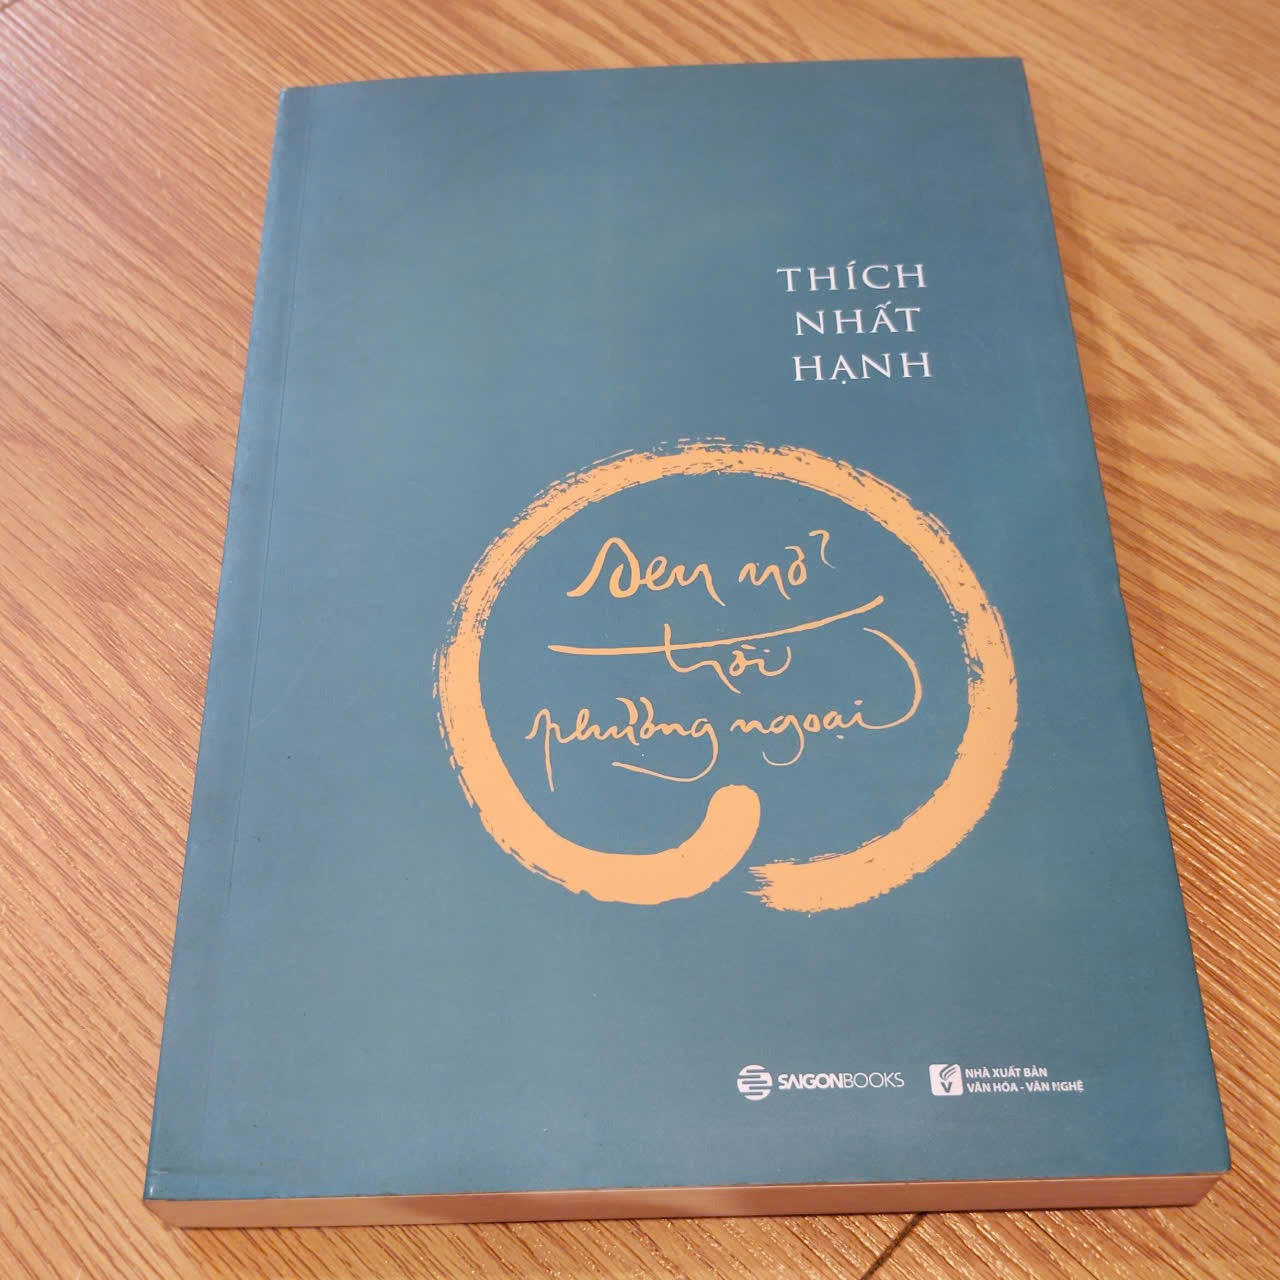 THÍCH
NHẤT
HẠNH
sen nở
trời
phương ngoại
SAIGONBOOKS
NHÀ XUẤT BẢN
VĂN HÓA - VĂN NGHỆ